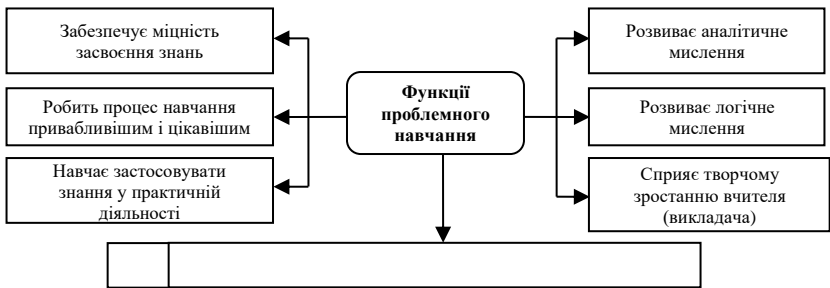 Забезпечує міцність
засвоєння знань
Робить процес навчання
привабливішим і цікавішим
Навчає застосовувати
знання у практичній
діяльності
Функції
проблемного
навчання
Розвиває аналітичне
мислення
Розвиває логічне
мислення
Сприяє творчому
зростанню вчителя
(викладача)